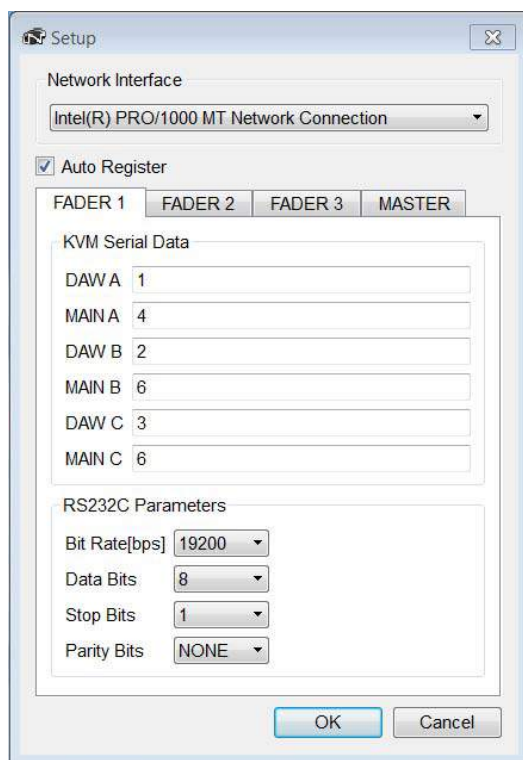 Setup
Network Interface
Intel(R) PRO/1000 MT Network Connection
Auto Register
FADER 1 FADER 2 FADER 3 MASTER
KVM Serial Data
DAW A 1
MAIN A 4
DAW B 2
MAIN B 6
DAW C 3
MAIN C 6
RS232C Parameters
Bit Rate[bps] 19200
Data Bits 8
Stop Bits 1
Parity Bits NONE
OK Cancel